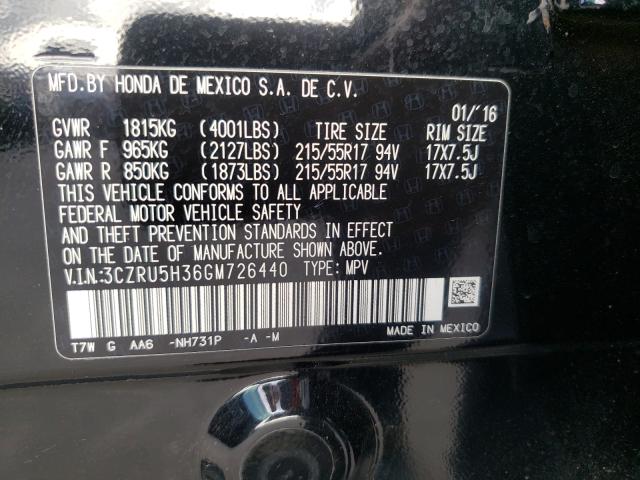 MFD.BY HONDA DE MEXICO S.A. DE C.V.
01/'16
GVWR 1815KG (4001LBS) TIRE SIZE RIM SIZE
GAWR F 965KG (2127LBS) 215/55R17 94V 17X7.5J
GAWR R 850KG (1873LBS) 215/55R17 94V 17X7.5J
THIS VEHICLE CONFORMS TO ALL APPLICABLE
FEDERAL MOTOR VEHICLE SAFETY
AND THEFT PREVENTION STANDARDS IN EFFECT
ON THE DATE OF MANUFACTURE SHOWN ABOVE.
V.I.N.:3CZRU5H36GM726440 TYPE: MPV
T7W G AA6 -NH731P -A -M MADE IN MEXICO